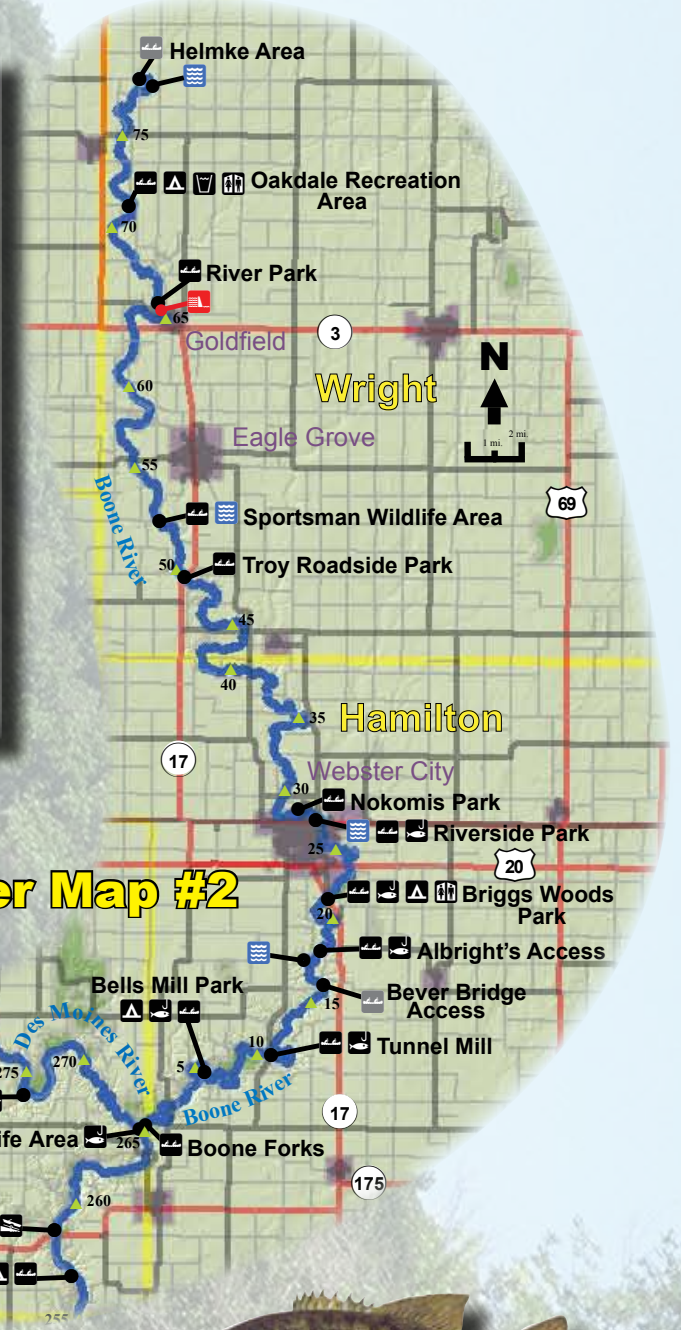 Helmke Area
75
Oakdale Recreation
Area
70
River Park
65
Goldfield
3
N
Wright
60
1 mi.
2 mi.
Eagle Grove
55
69
Boone River
Sportsman Wildlife Area
50
Troy Roadside Park
45
40
35
Hamilton
17
Webster City
30
Nokomis Park
Riverside Park
25
20
er Map #2
Briggs Woods
Park
20
Albright's Access
Bells Mill Park
Bever Bridge
Access
15
Des Moines River
10
Tunnel Mill
275
270
5
Boone River
17
ife Area
265
Boone Forks
175
260
255